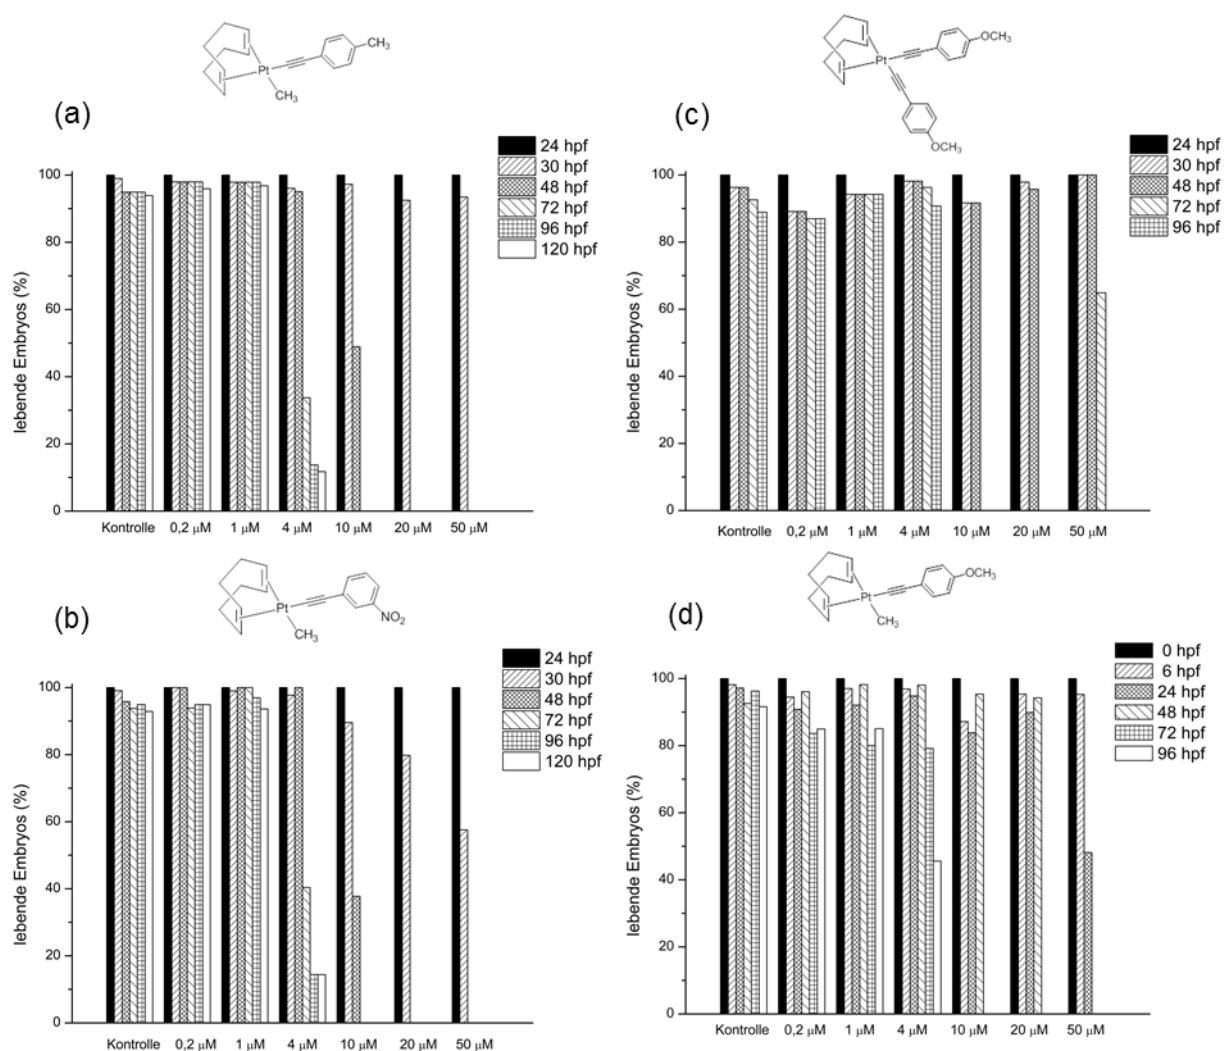 Pt
CH₃
CH₃
(a)
24 hpf
30 hpf
48 hpf
72 hpf
96 hpf
120 hpf
lebende Embryos (%)
100
80
60
40
20
0
Kontrolle 0,2 µM 1 µM 4 µM 10 µM 20 µM 50 µM
Pt
OCH₃
OCH₃
(c)
24 hpf
30 hpf
48 hpf
72 hpf
96 hpf
lebende Embryos (%)
100
80
60
40
20
0
Kontrolle 0,2 µM 1 µM 4 µM 10 µM 20 µM 50 µM
Pt
NO₂
CH₃
(b)
24 hpf
30 hpf
48 hpf
72 hpf
96 hpf
120 hpf
lebende Embryos (%)
100
80
60
40
20
0
Kontrolle 0,2 µM 1 µM 4 µM 10 µM 20 µM 50 µM
OCH₃
Pt
CH₃
(d)
0 hpf
6 hpf
24 hpf
48 hpf
72 hpf
96 hpf
lebende Embryos (%)
100
80
60
40
20
0
Kontrolle 0,2 µM 1 µM 4 µM 10 µM 20 µM 50 µM